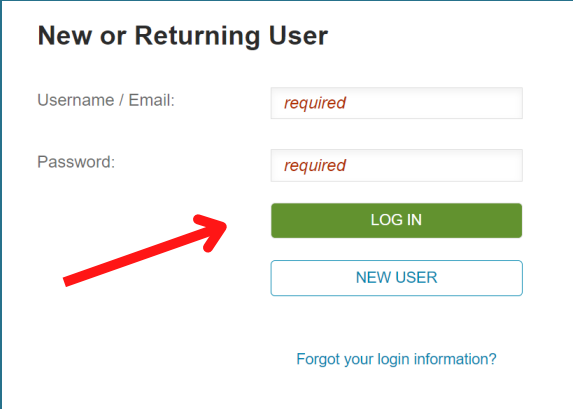 New or Returning User
Username / Email:
required
Password:
required
LOG IN
NEW USER
Forgot your login information?